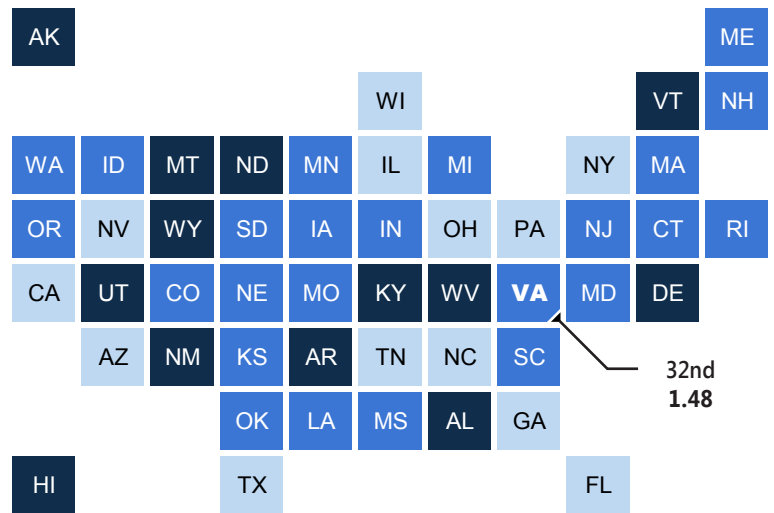 AK ME
WI VT NH
WA ID MT ND MN IL MI NY MA
OR NV WY SD IA IN OH PA NJ CT RI
CA UT CO NE MO KY WV VA MD DE
AZ NM KS AR TN NC SC
32nd
1.48
OK LA MS AL GA
HI TX FL